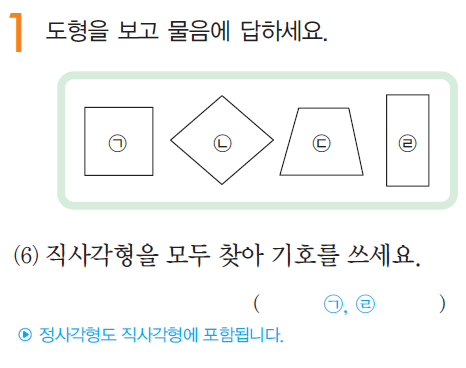 1 도형을 보고 물음에 답하세요.
㉠ ㉡ ㉢ ㉣
(6) 직사각형을 모두 찾아 기호를 쓰세요.
( ㉠, ㉣ )
정사각형도 직사각형에 포함됩니다.